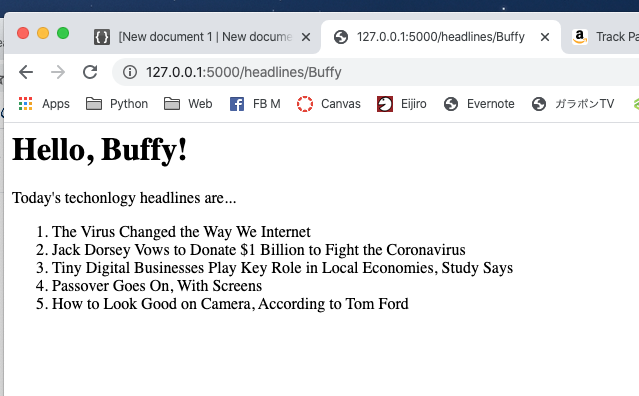 [New document 1 | New docume
127.0.0.1:5000/headlines/Buffy
Track Pa
127.0.0.1:5000/headlines/Buffy
Apps Python Web FB M Canvas Eijiro Evernote ガラポンTV
Hello, Buffy!
Today's techonlogy headlines are...
1. The Virus Changed the Way We Internet
2. Jack Dorsey Vows to Donate $1 Billion to Fight the Coronavirus
3. Tiny Digital Businesses Play Key Role in Local Economies, Study Says
4. Passover Goes On, With Screens
5. How to Look Good on Camera, According to Tom Ford